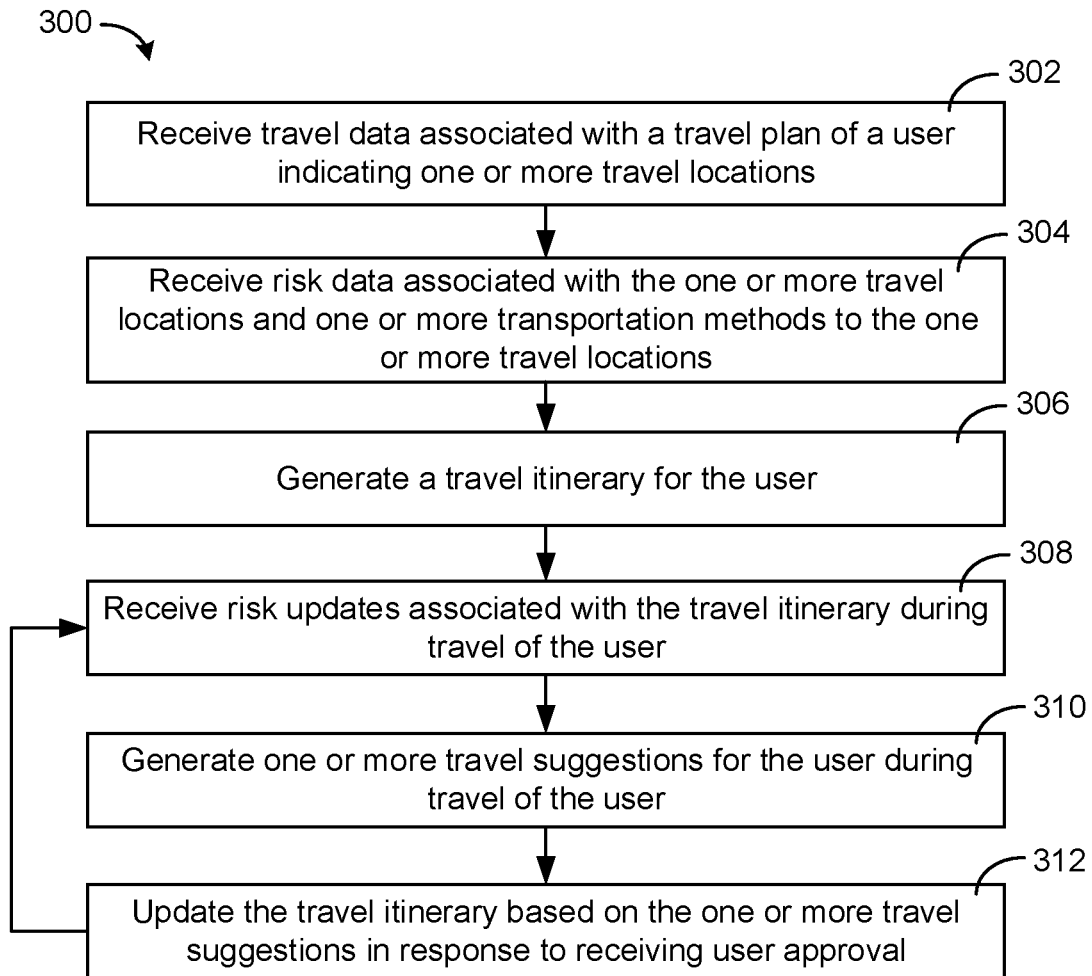 300
302
Receive travel data associated with a travel plan of a user
indicating one or more travel locations
304
Receive risk data associated with the one or more travel
locations and one or more transportation methods to the one
or more travel locations
306
Generate a travel itinerary for the user
308
Receive risk updates associated with the travel itinerary during
travel of the user
310
Generate one or more travel suggestions for the user during
travel of the user
312
Update the travel itinerary based on the one or more travel
suggestions in response to receiving user approval